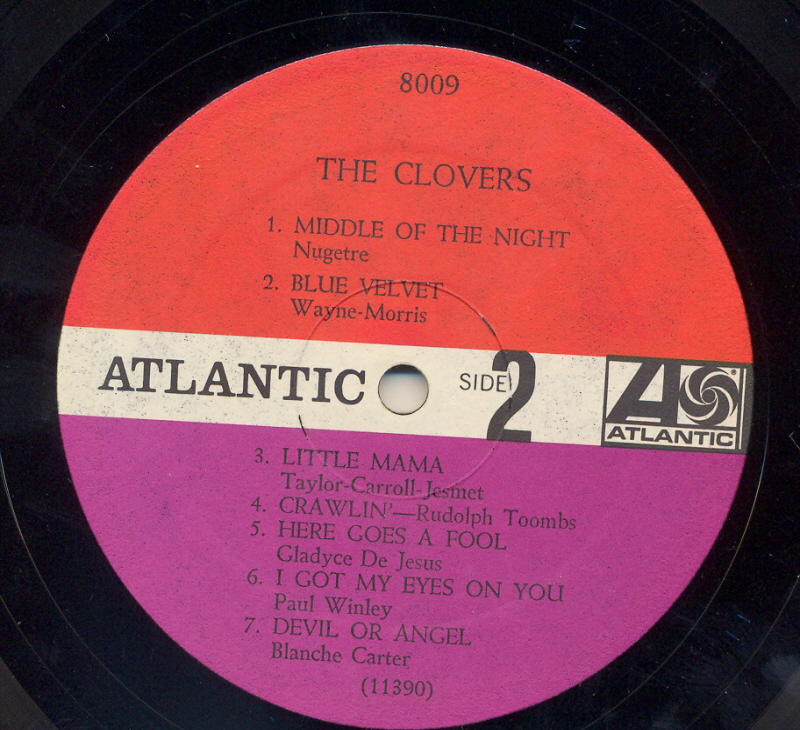 8009
THE CLOVERS
1. MIDDLE OF THE NIGHT
Nugetre
2. BLUE VELVET
Wayne-Morris
ATLANTIC SIDE 2 ATLANTIC
3. LITTLE MAMA
Taylor-Carroll-Jesmet
4. CRAWLIN'—Rudolph Toombs
5. HERE GOES A FOOL
Gladyce De Jesus
6. I GOT MY EYES ON YOU
Paul Winley
7. DEVIL OR ANGEL
Blanche Carter
(11390)